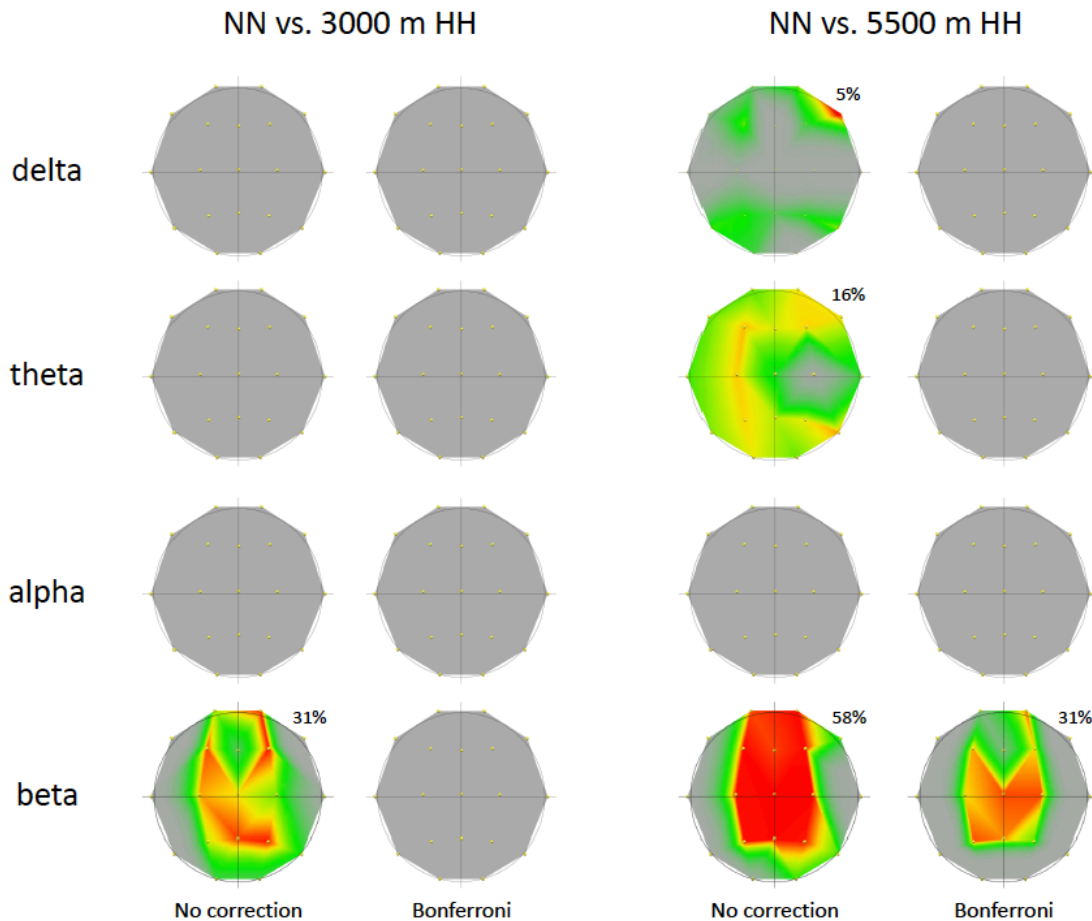 NN vs. 3000 m HH
NN vs. 5500 m HH
delta
5%
theta
16%
alpha
beta
31%
58%
31%
No correction
Bonferroni
No correction
Bonferroni